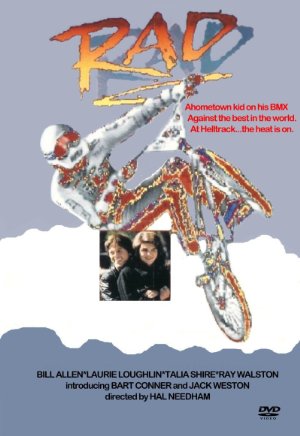 RAD
Ahometown kid on his BMX
Against the best in the world.
At Helltrack...the heat is on.
BILL ALLEN*LAURIE LOUGHLIN*TALIA SHIRE*RAY WALSTON
introducing BART CONNER and JACK WESTON
directed by HAL NEEDHAM
DVD
VIDEO